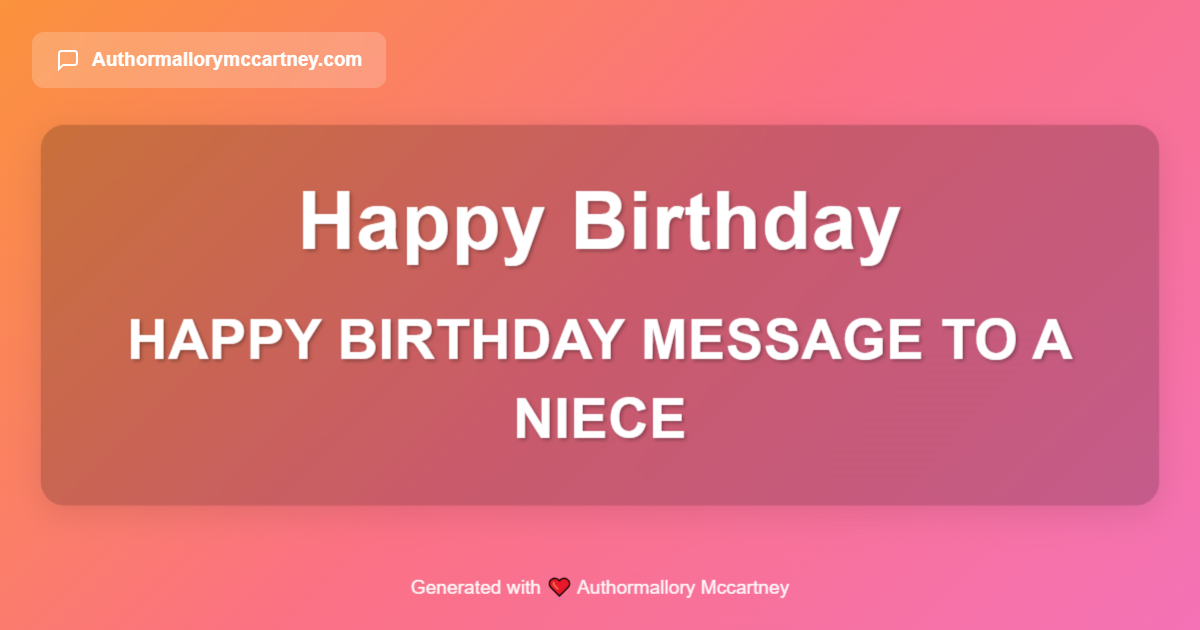 Authormallorymccartney.com
Happy Birthday
HAPPY BIRTHDAY MESSAGE TO A
NIECE
Generated with ❤️ Authormallory Mccartney